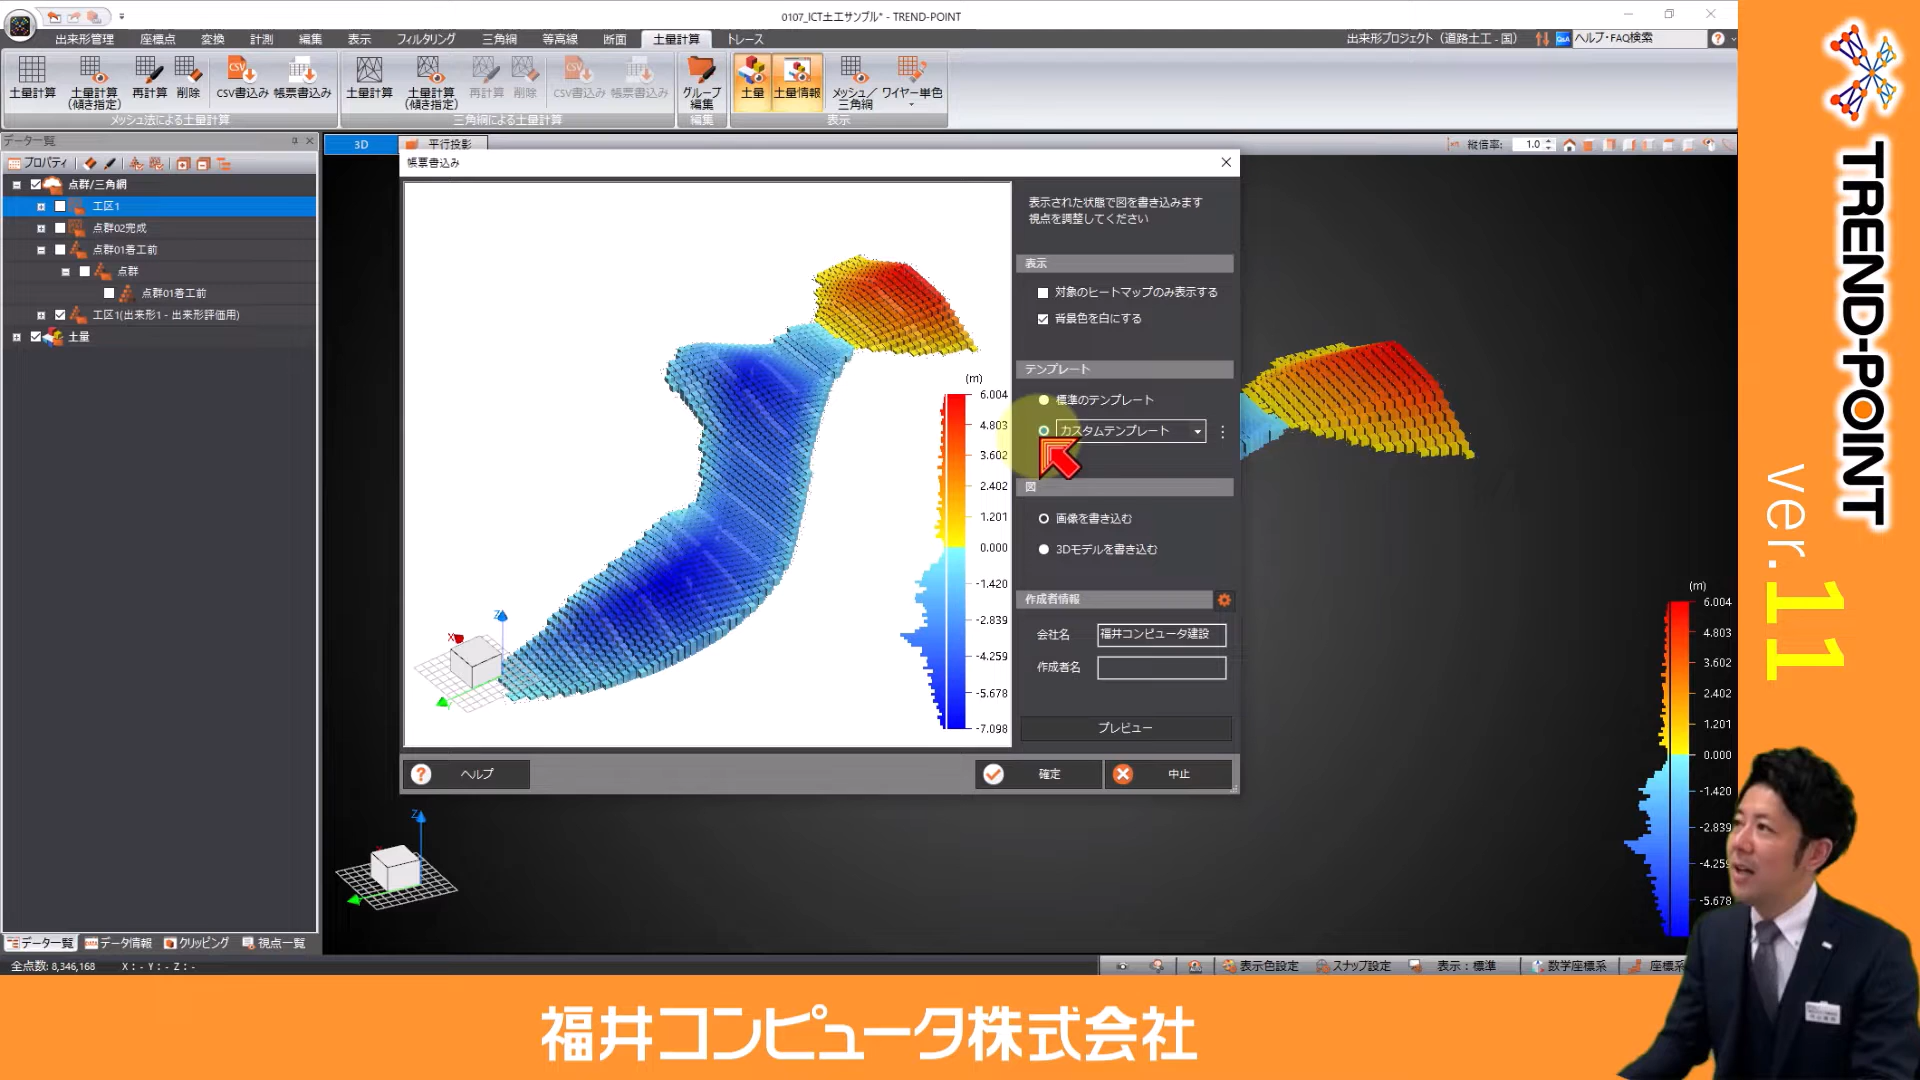 0107_ICT土工サンプル* - TREND-POINT
出来形管理 座標点 変換 計測 編集 表示 フィルタリング 三角網 等高線 断面 土量計算 トレース
出来形プロジェクト（道路土工 - 国） ヘルプ・FAQ検索
土量計算 土量計算(傾き指定) 再計算 削除 CSV書込み 帳票書込み
メッシュ法による土量計算
土量計算 土量計算(傾き指定) 再計算 削除 CSV書込み 帳票書込み
三角網による土量計算
グループ編集
編集
土量 土量情報 メッシュ／三角網 ワイヤー単色
表示
データ一覧
プロパティ
点群/三角網
工区1
点群02完成
点群01着工前
点群
点群01着工前
工区1(出来形1 - 出来形評価用)
土量
3D 平行投影
縦倍率: 1.0
帳票書込み
(m)
6.004
4.803
3.602
2.402
1.201
0.000
-1.420
-2.839
-4.259
-5.678
-7.098
X
Z
表示された状態で図を書き込みます
視点を調整してください
表示
対象のヒートマップのみ表示する
背景色を白にする
テンプレート
標準のテンプレート
カスタムテンプレート
図
画像を書き込む
3Dモデルを書き込む
作成者情報
会社名 福井コンピュータ建設
作成者名
プレビュー
ヘルプ
確定
中止
Z
(m)
6.004
4.803
3.602
2.402
1.201
0.000
-1.420
-2.839
-4.259
-5.678
データ一覧 データ情報 クリッピング 視点一覧
全点数: 8,346,168 X : - Y : - Z : -
表示色設定 スナップ設定 表示：標準 数学座標系 座標系
TREND-POINT
ver.11
福井コンピュータ株式会社